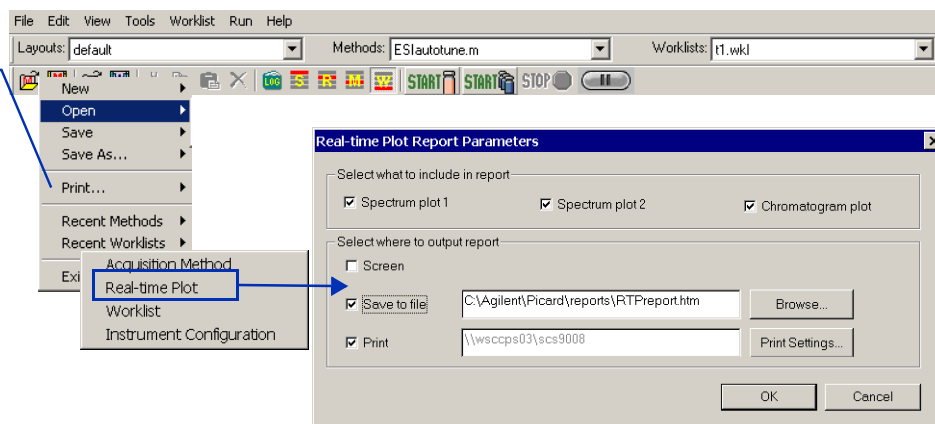 File Edit View Tools Worklist Run Help
Layouts: default Methods: ESIautotune.m Worklists: t1.wkl
LOG S R M W START START STOP
New
Open
Save
Save As...
Print...
Recent Methods
Recent Worklists
Exi
Acquisition Method
Real-time Plot
Worklist
Instrument Configuration
Real-time Plot Report Parameters
Select what to include in report
Spectrum plot 1 Spectrum plot 2 Chromatogram plot
Select where to output report
Screen
Save to file C:\Agilent\Picard\reports\RTPreport.htm Browse...
Print \\wsccps03\scs9008 Print Settings...
OK Cancel